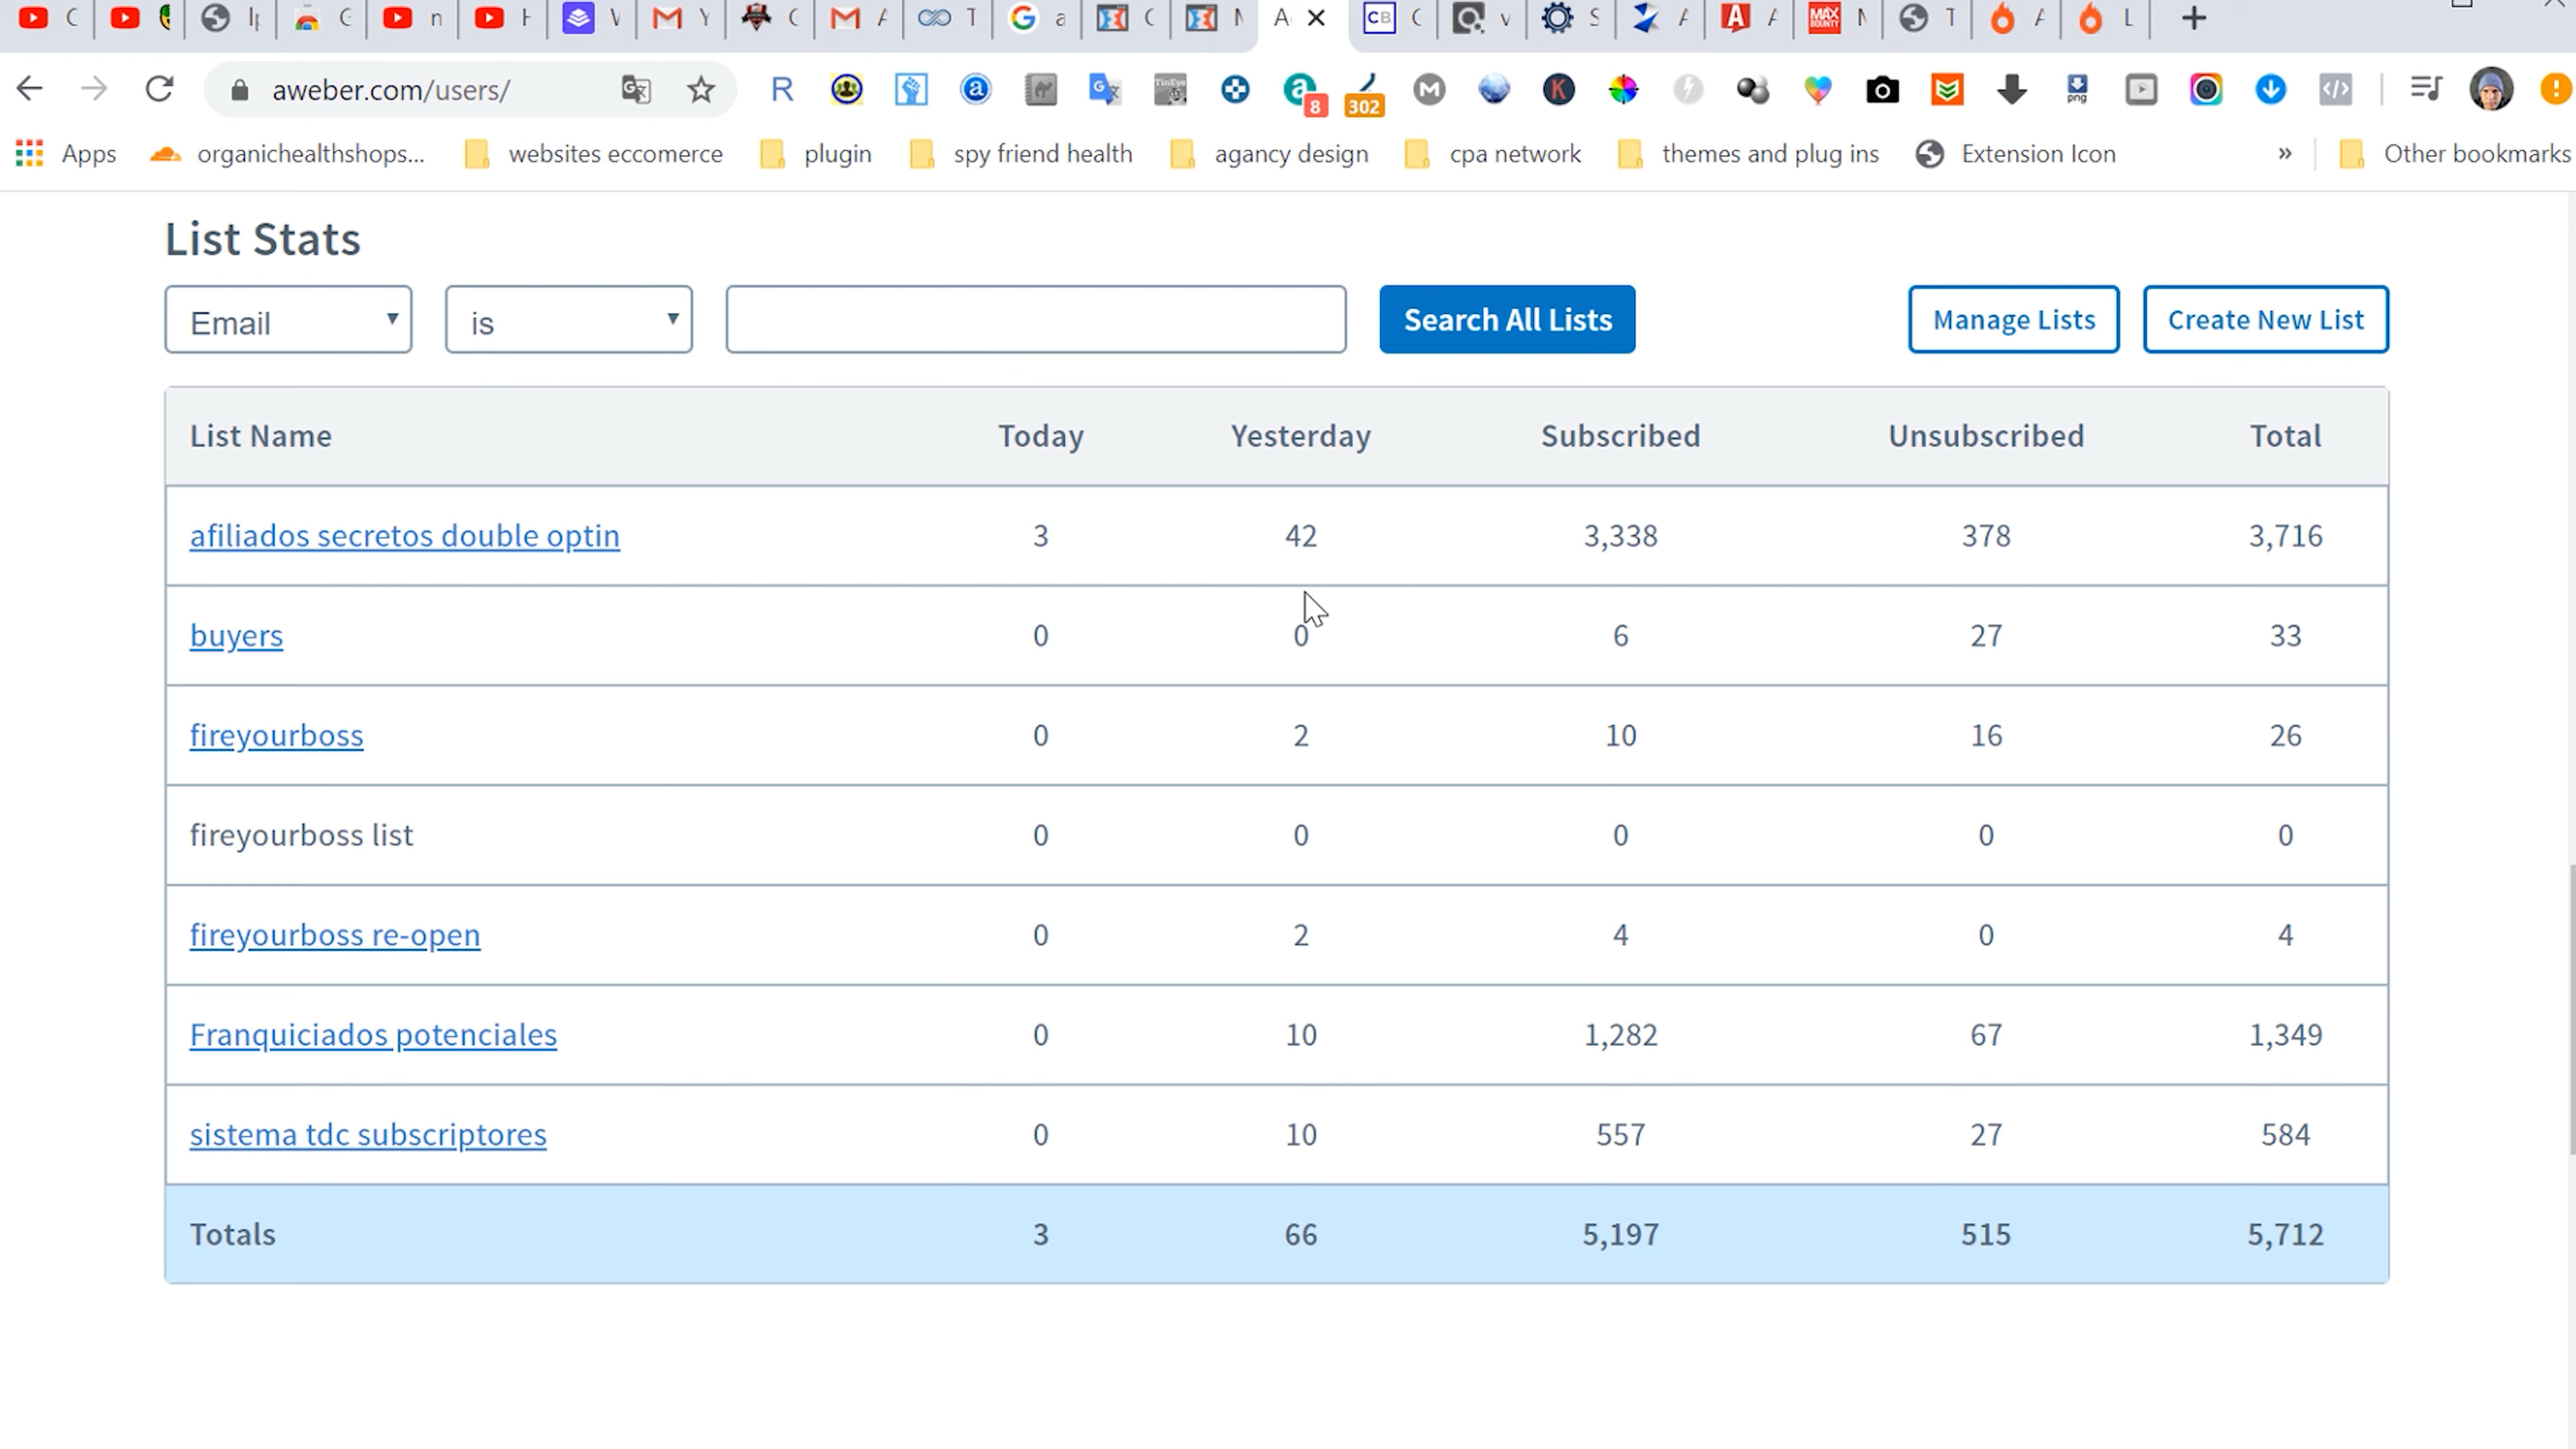 aweber.com/users/
8
302
Apps organichealthshops... websites eccomerce plugin spy friend health agancy design cpa network themes and plug ins Extension Icon » Other bookmarks
List Stats
Email is Search All Lists Manage Lists Create New List
List Name Today Yesterday Subscribed Unsubscribed Total
afiliados secretos double optin 3 42 3,338 378 3,716
buyers 0 0 6 27 33
fireyourboss 0 2 10 16 26
fireyourboss list 0 0 0 0 0
fireyourboss re-open 0 2 4 0 4
Franquiciados potenciales 0 10 1,282 67 1,349
sistema tdc subscriptores 0 10 557 27 584
Totals 3 66 5,197 515 5,712